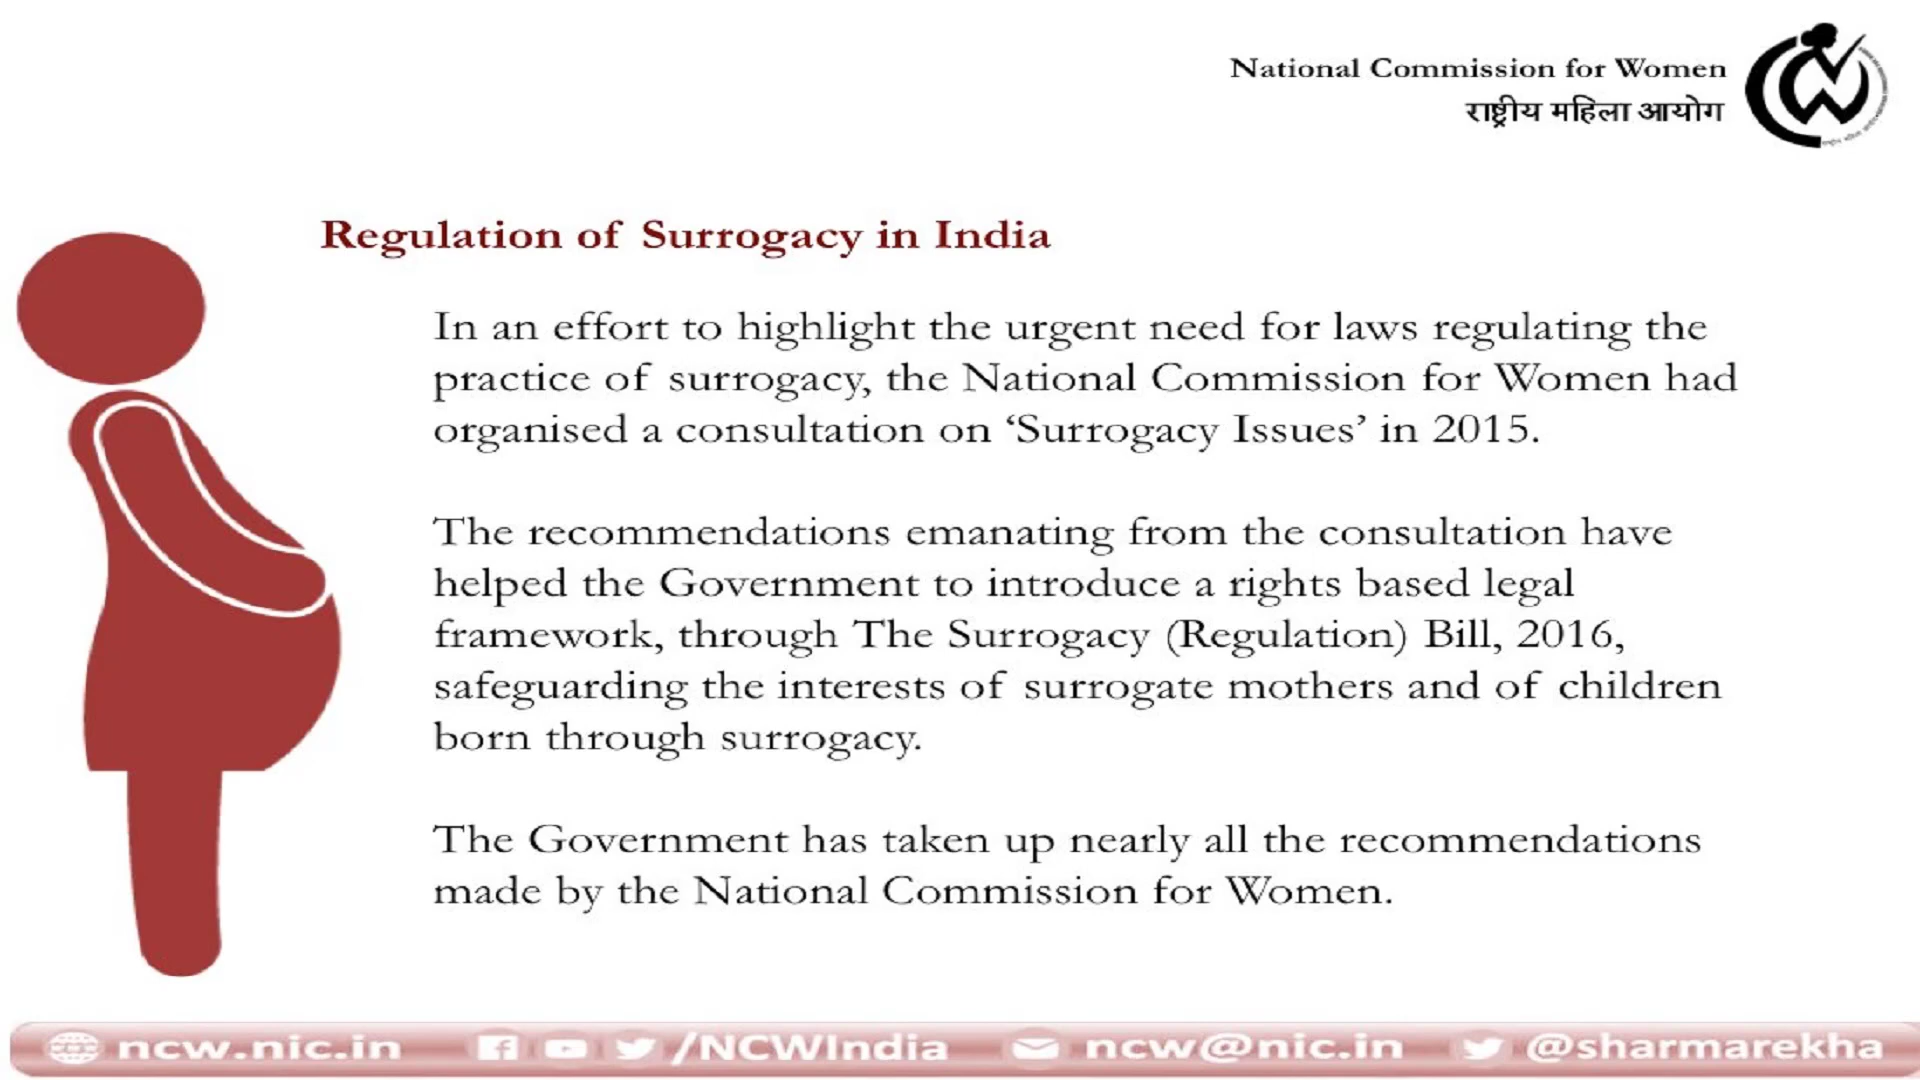 National Commission for Women
राष्ट्रीय महिला आयोग
Regulation of Surrogacy in India
In an effort to highlight the urgent need for laws regulating the
practice of surrogacy, the National Commission for Women had
organised a consultation on ‘Surrogacy Issues’ in 2015.
The recommendations emanating from the consultation have
helped the Government to introduce a rights based legal
framework, through The Surrogacy (Regulation) Bill, 2016,
safeguarding the interests of surrogate mothers and of children
born through surrogacy.
The Government has taken up nearly all the recommendations
made by the National Commission for Women.
ncw.nic.in /NCWIndia ncw@nic.in @sharmarekha